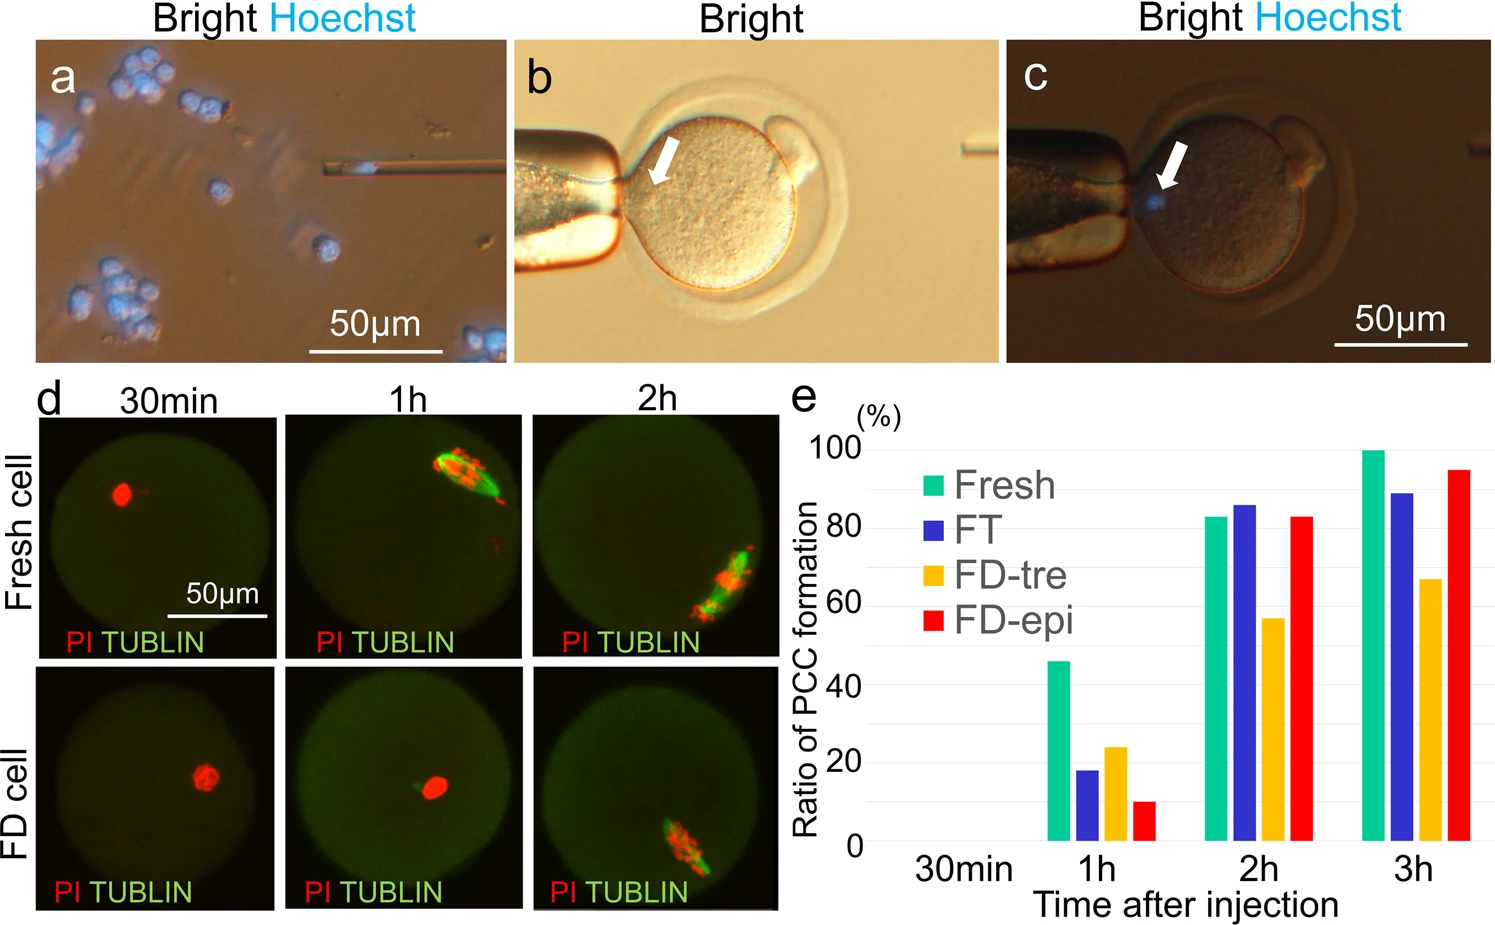 Bright Hoechst
Bright
Bright Hoechst
a
b
c
50μm
50μm
d
30min
1h
2h
Fresh cell
50μm
PI TUBLIN
PI TUBLIN
PI TUBLIN
FD cell
PI TUBLIN
PI TUBLIN
PI TUBLIN
e
(%)
100
80
60
40
20
0
Ratio of PCC formation
Fresh
FT
FD-tre
FD-epi
30min
1h
2h
3h
Time after injection